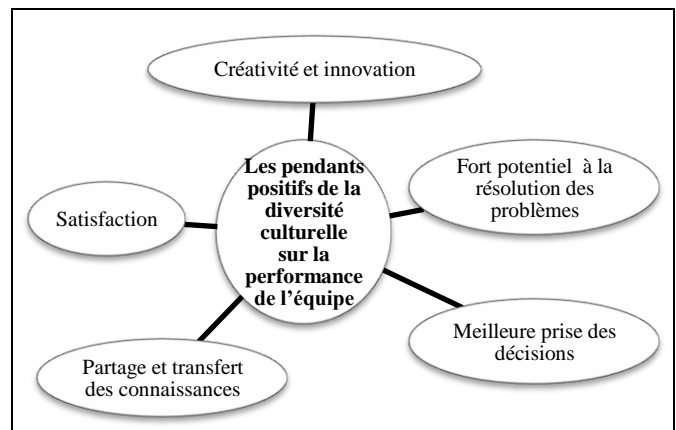 Créativité et innovation
Les pendants
positifs de la
diversité
culturelle
sur la
performance
de l’équipe
Fort potentiel à la
résolution des
problèmes
Satisfaction
Meilleure prise des
décisions
Partage et transfert
des connaissances